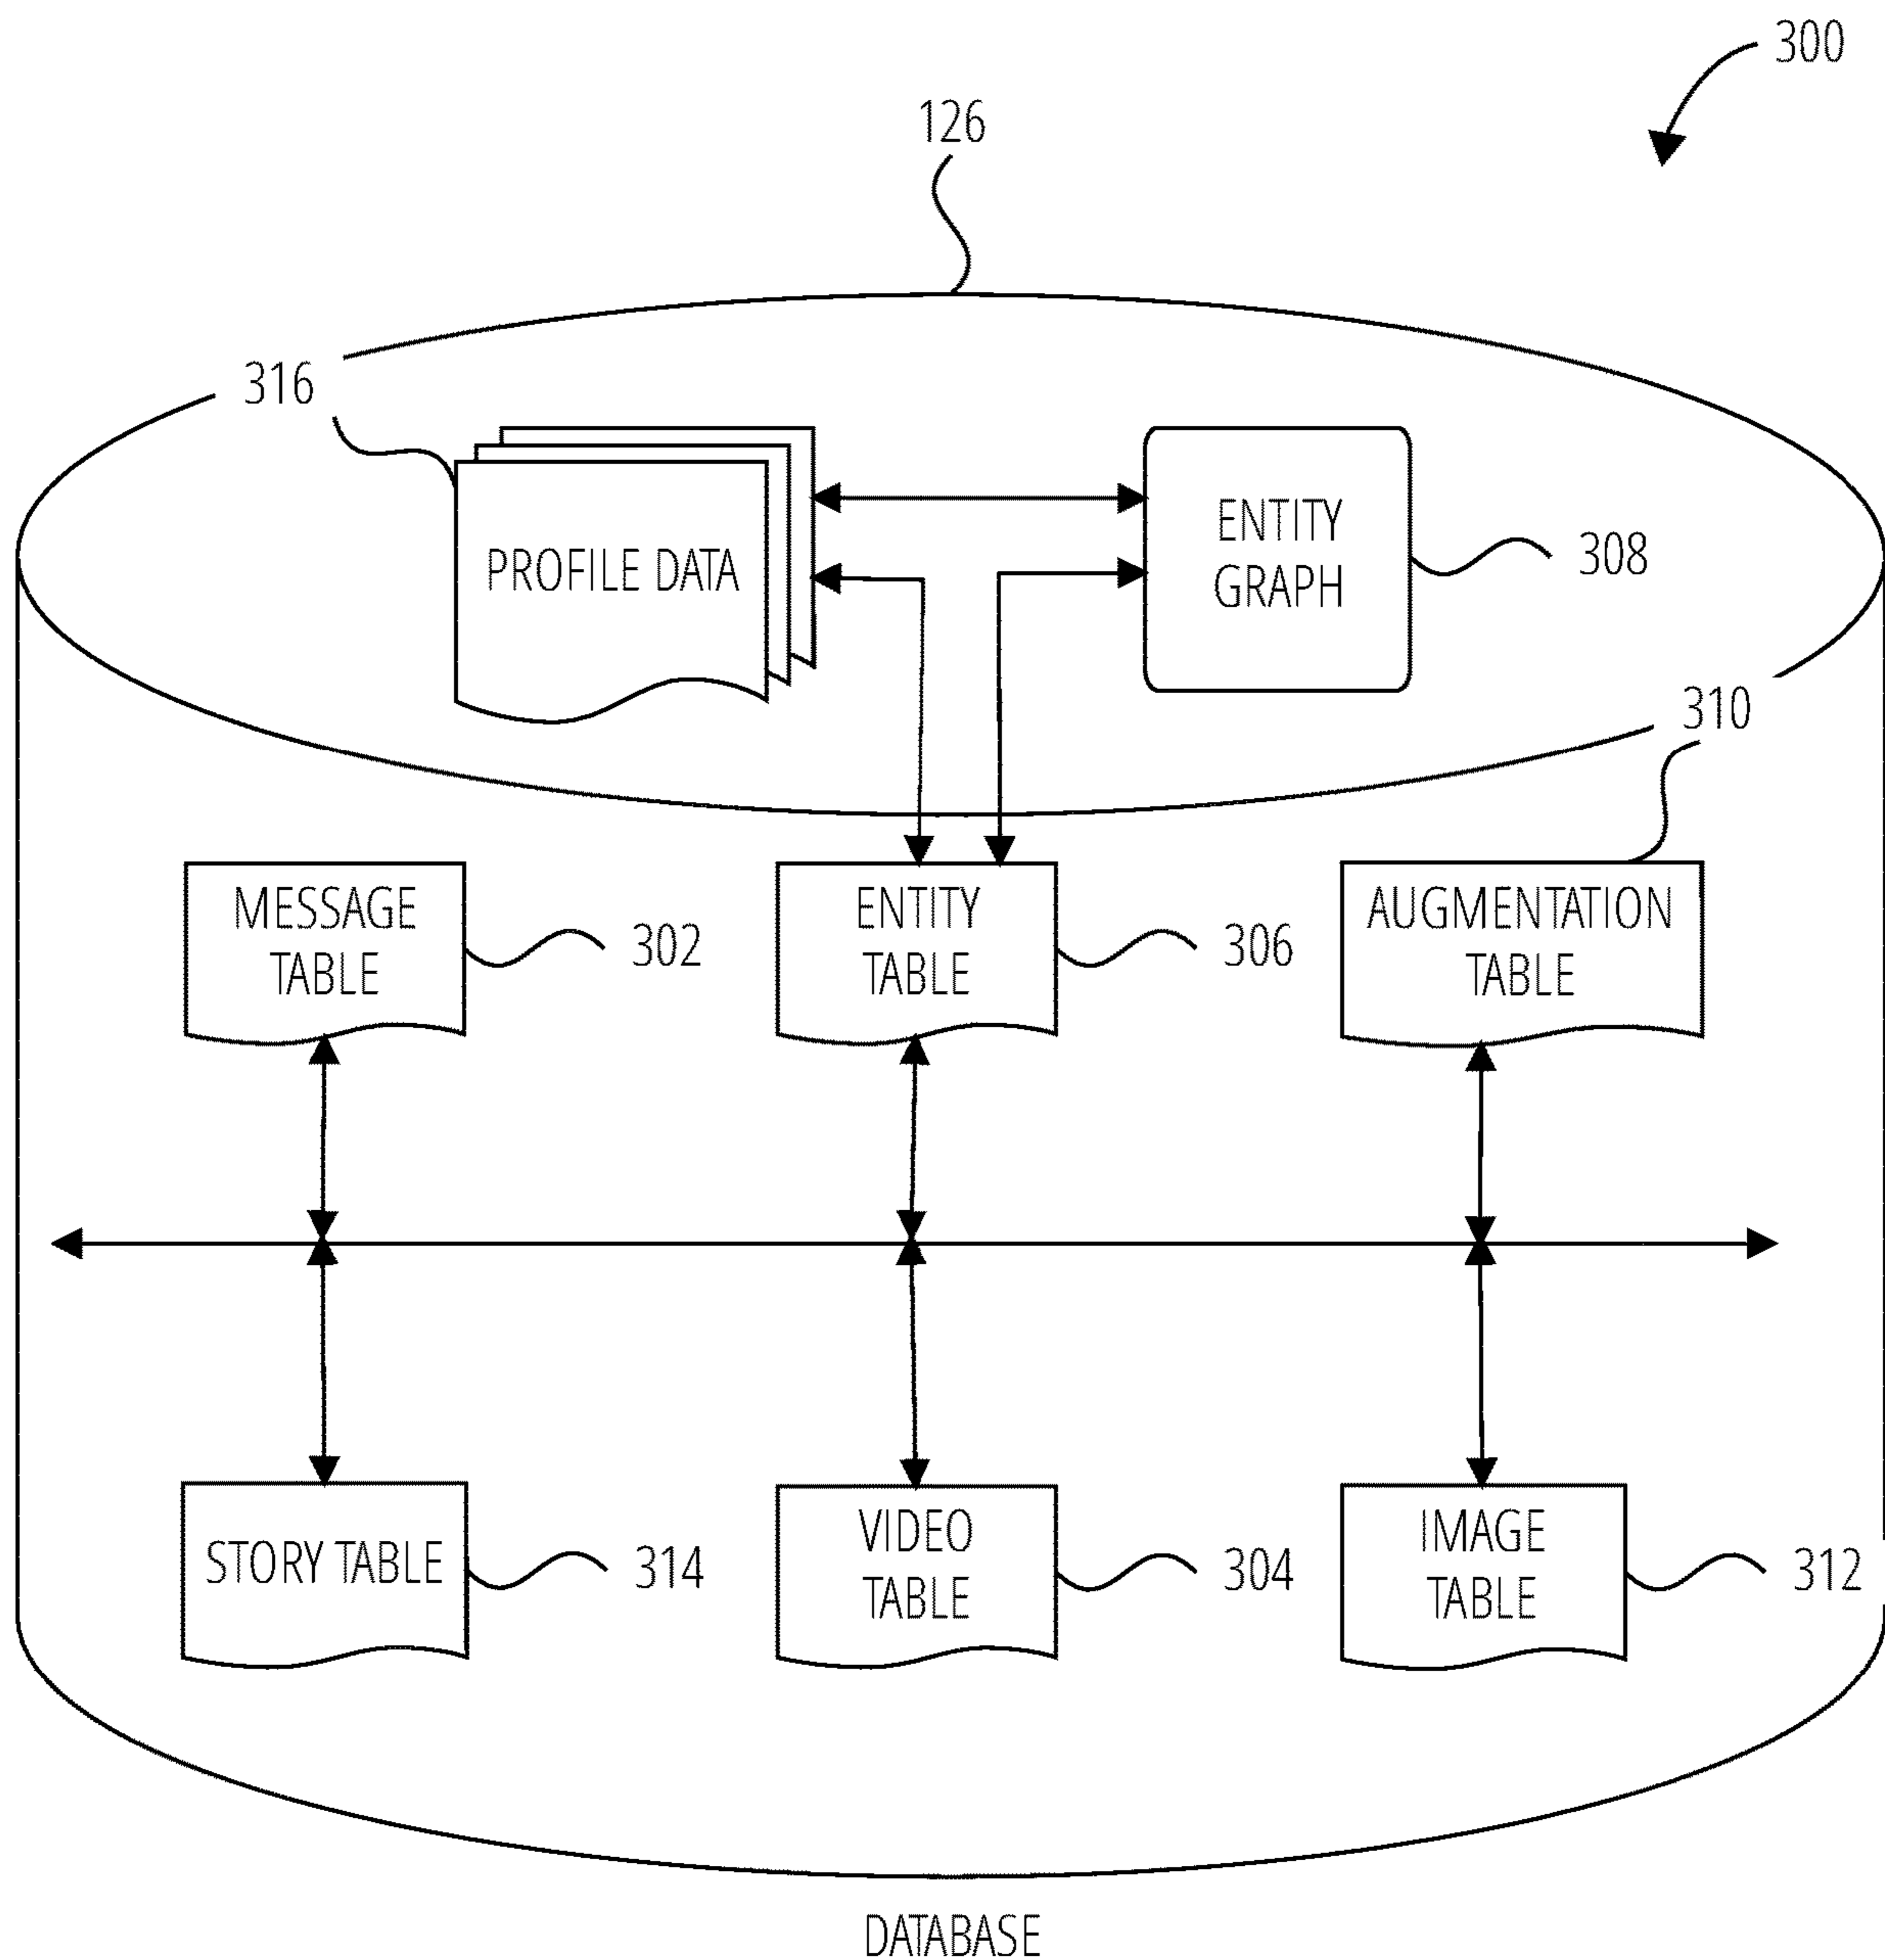 300
126
316
PROFILE DATA
ENTITY
GRAPH
308
310
MESSAGE
TABLE
302
ENTITY
TABLE
306
AUGMENTATION
TABLE
STORY TABLE
314
VIDEO
TABLE
304
IMAGE
TABLE
312
DATABASE